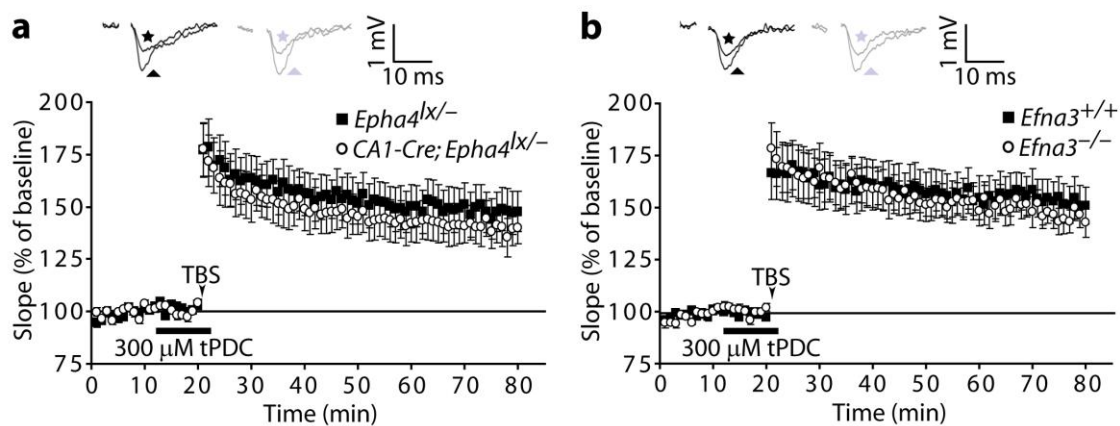 a
1 mV
10 ms
Epha4lx/–
CA1-Cre; Epha4lx/–
Slope (% of baseline)
200
175
150
125
100
75
TBS
300 μM tPDC
0 10 20 30 40 50 60 70 80
Time (min)
b
1 mV
10 ms
Efna3+/+
Efna3–/–
Slope (% of baseline)
200
175
150
125
100
75
TBS
300 μM tPDC
0 10 20 30 40 50 60 70 80
Time (min)